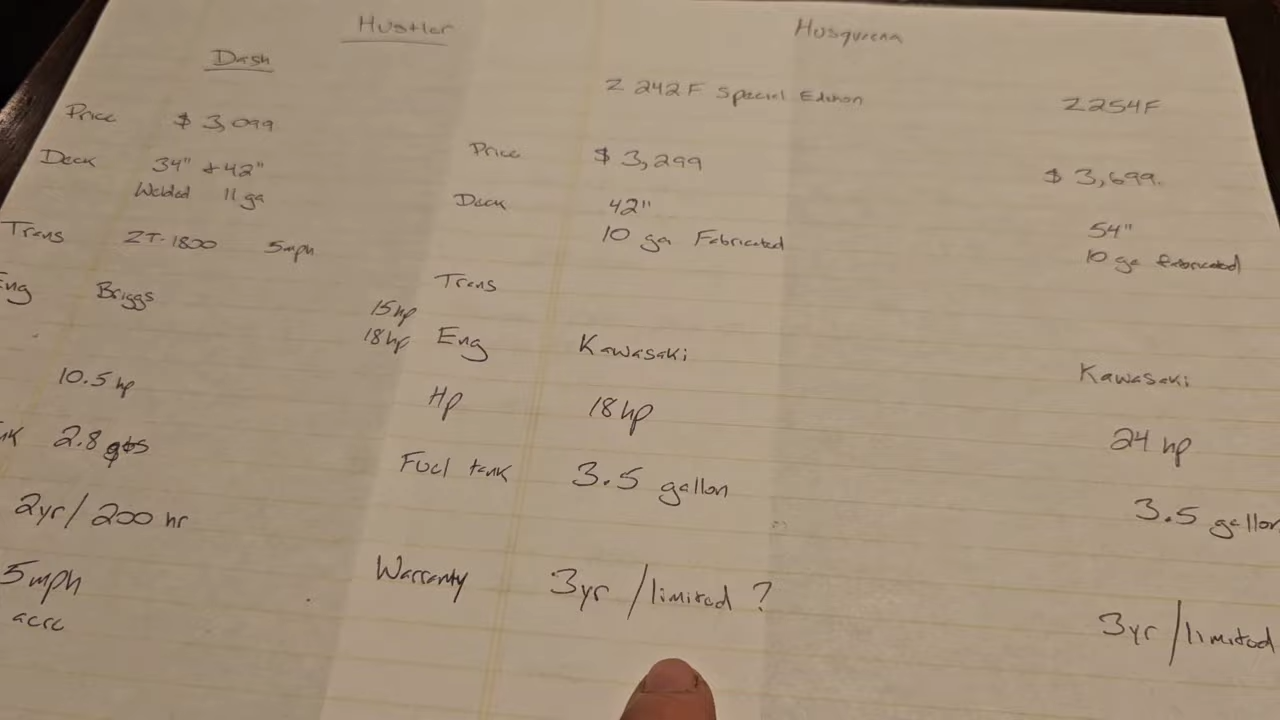 Hustler
Husqvarna
Dash
Z 242F Special Edition
Z254F
Price $3,099
Price $3,299
$3,699.
Deck 34" + 42"
Welded 11 ga
Deck 42"
10 ga Fabricated
54"
10 ga fabricated
Trans ZT-1800 5mph
Trans
Eng Briggs
15hp
18hp
Eng Kawasaki
Kawasaki
10.5 hp
Hp 18hp
24 hp
2.8
Fuel tank 3.5 gallon
3.5 gallon
2yr/200 hr
Warranty 3yr/limited ?
3yr/limited
5mph
acre